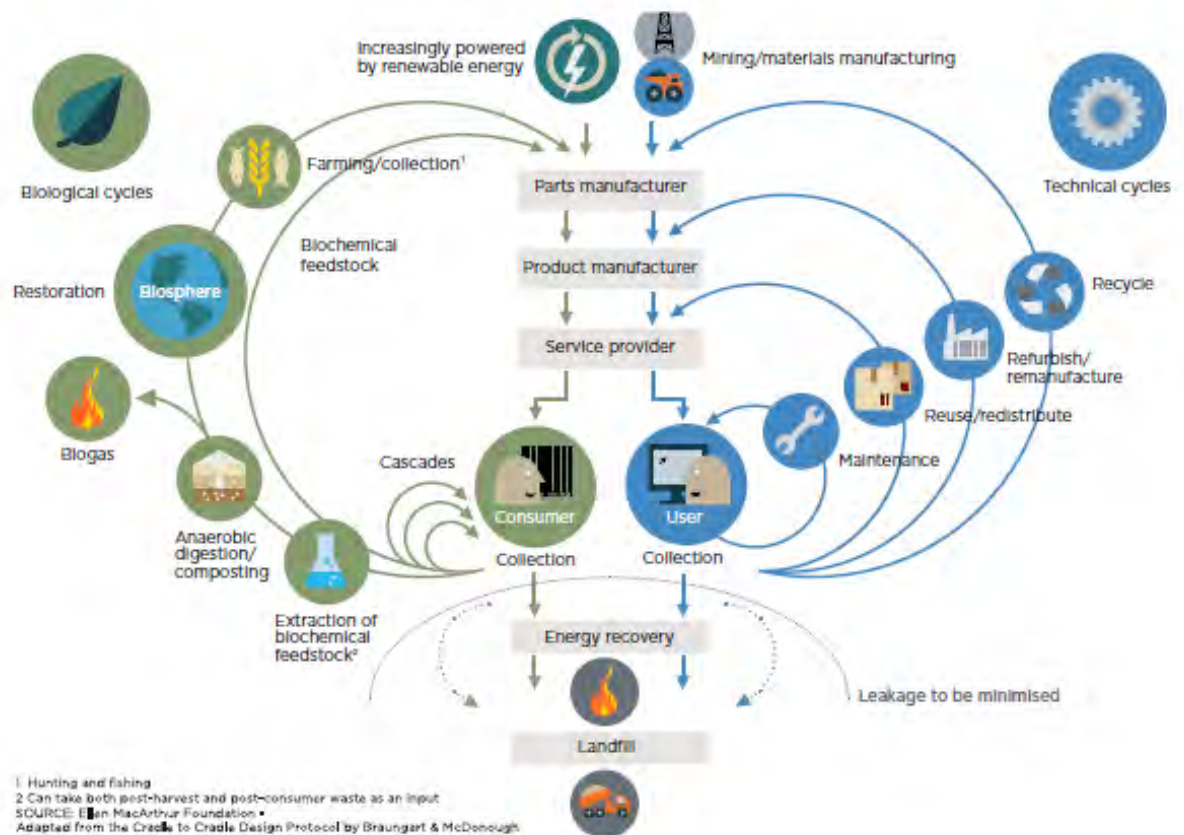 Increasingly powered
by renewable energy
Mining/materials manufacturing
Biological cycles
Farming/collection¹
Parts manufacturer
Technical cycles
Biochemical
feedstock
Product manufacturer
Restoration
Biosphere
Recycle
Service provider
Refurbish/
remanufacture
Reuse/redistribute
Biogas
Cascades
Maintenance
Consumer
User
Anaerobic
digestion/
composting
Collection
Collection
Extraction of
biochemical
feedstock²
Energy recovery
Leakage to be minimised
Landfill
1 Hunting and fishing
2 Can take both post-harvest and post-consumer waste as an input
SOURCE: Ellen MacArthur Foundation •
Adapted from the Cradle to Cradle Design Protocol by Braungart & McDonough